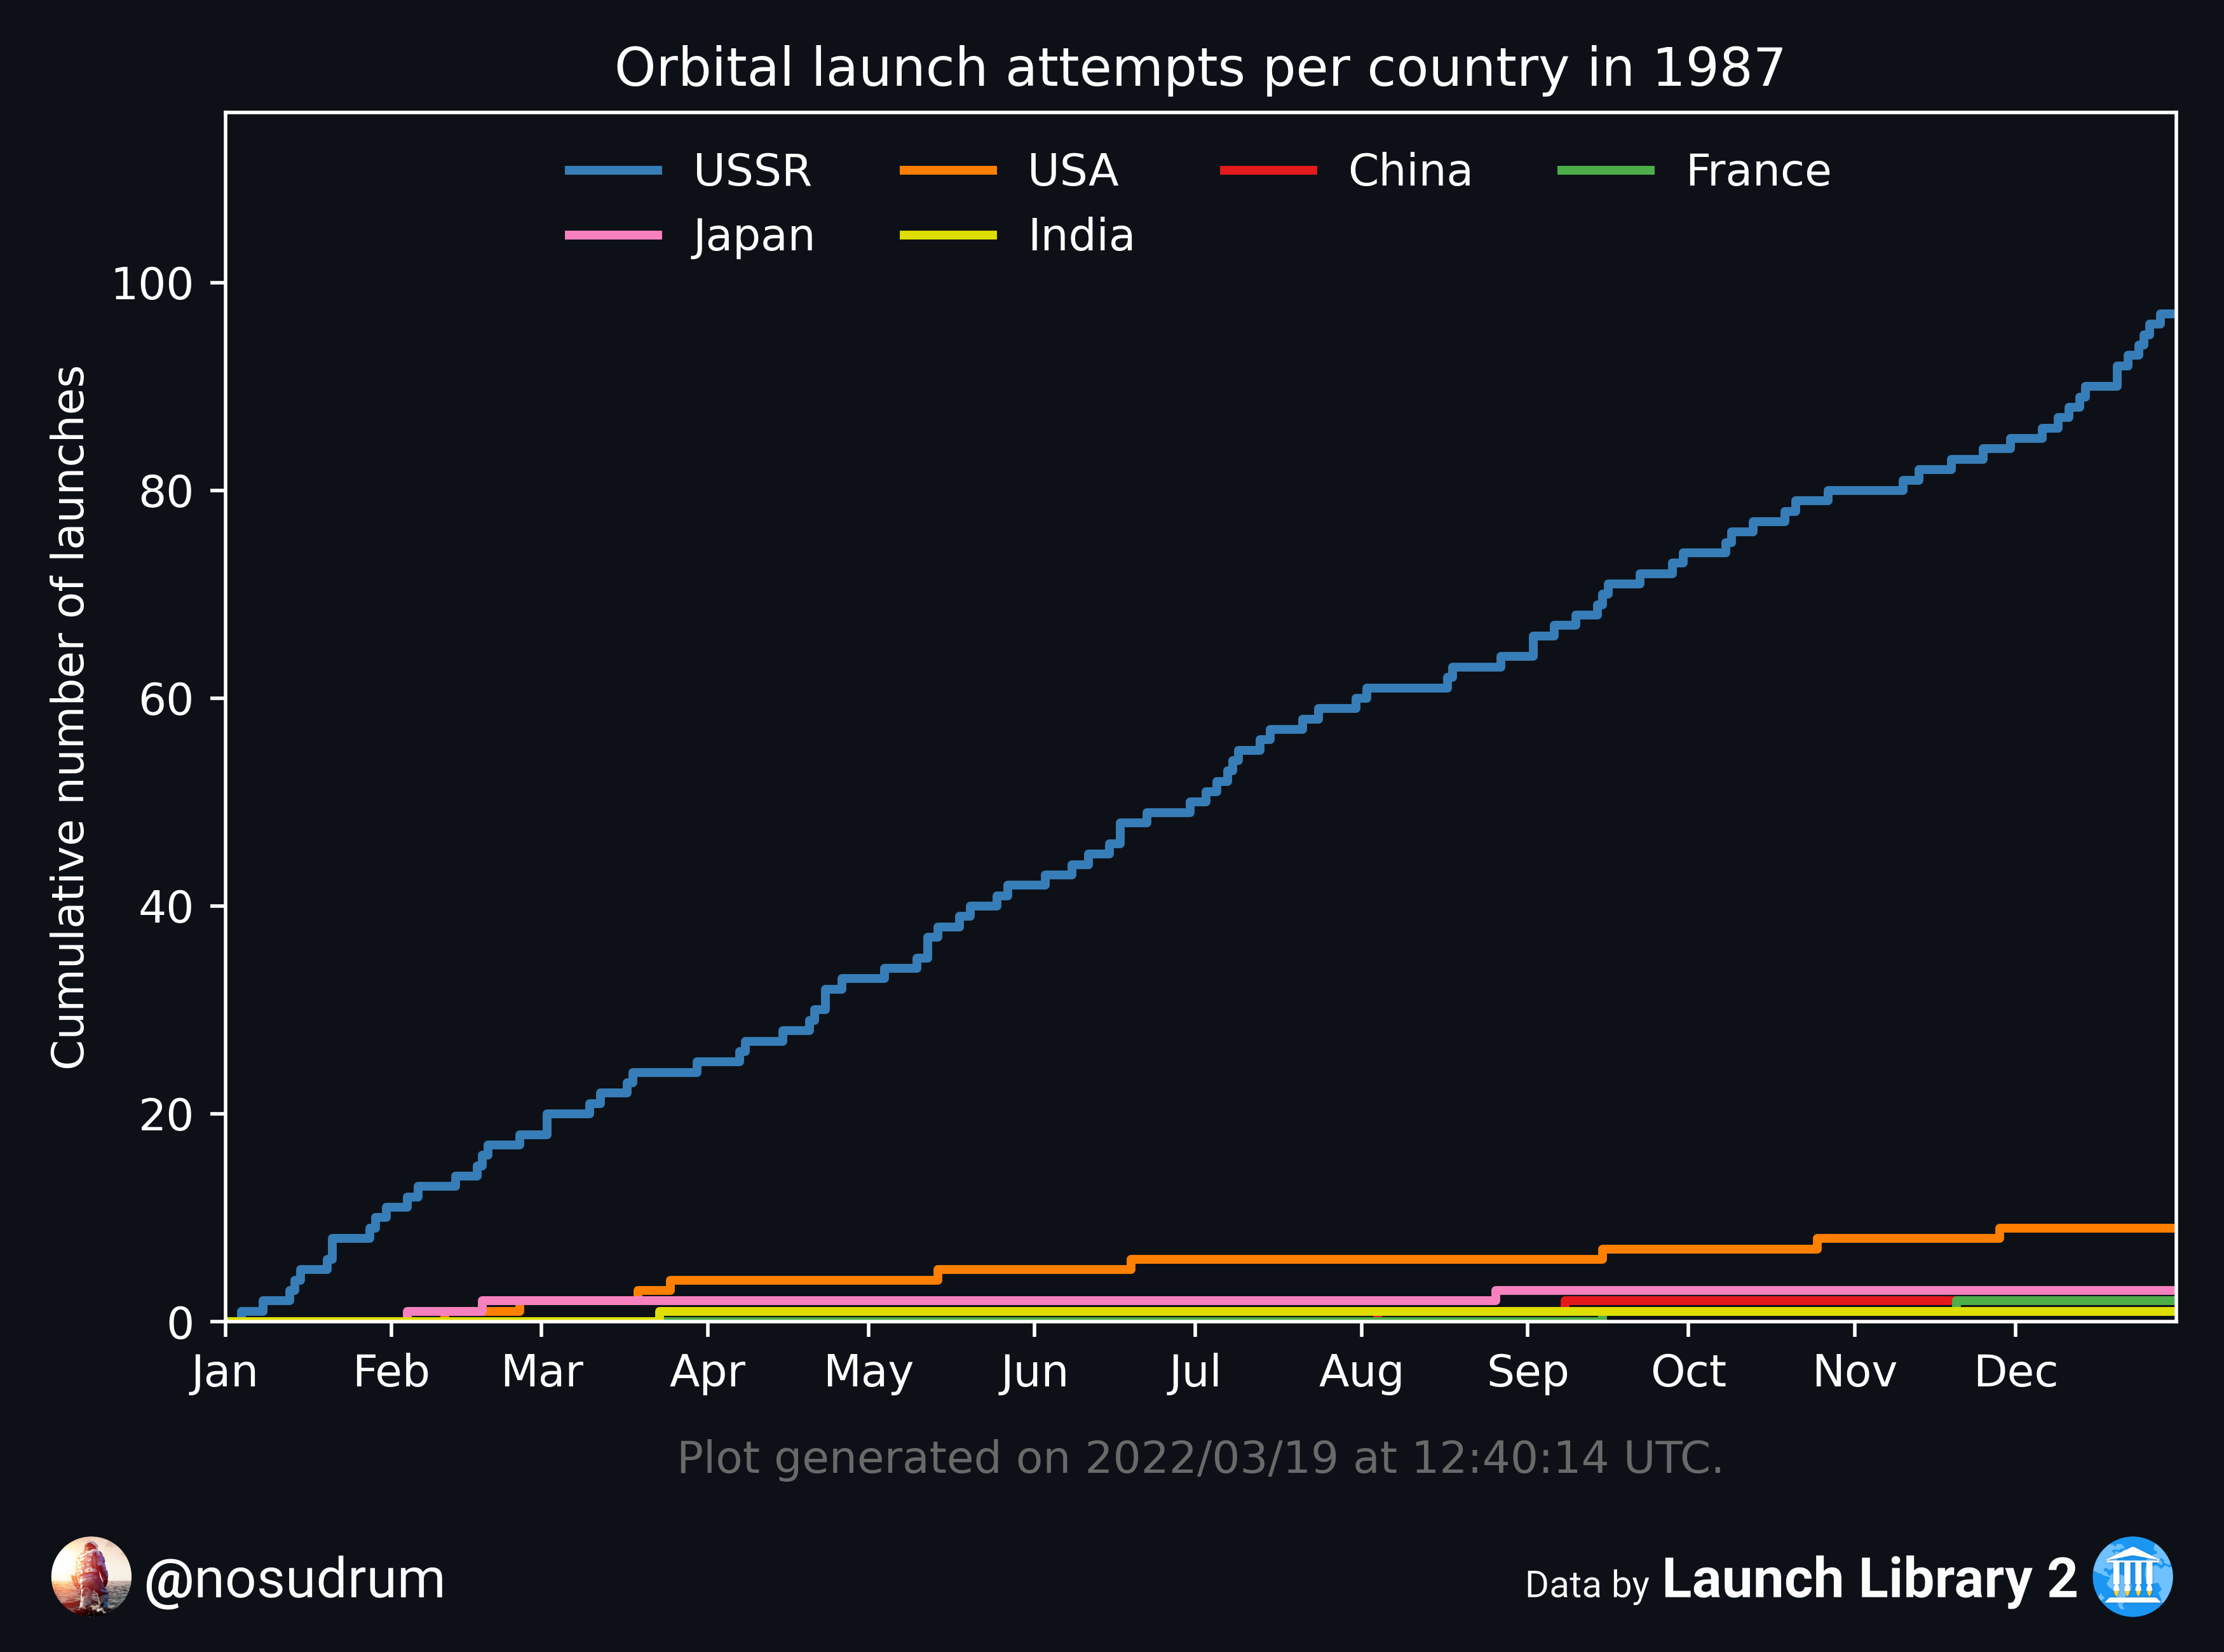 Orbital launch attempts per country in 1987
USSR USA China France
Japan India
Cumulative number of launches
100
80
60
40
20
0
Jan Feb Mar Apr May Jun Jul Aug Sep Oct Nov Dec
Plot generated on 2022/03/19 at 12:40:14 UTC.
@nosudrum
Data by Launch Library 2